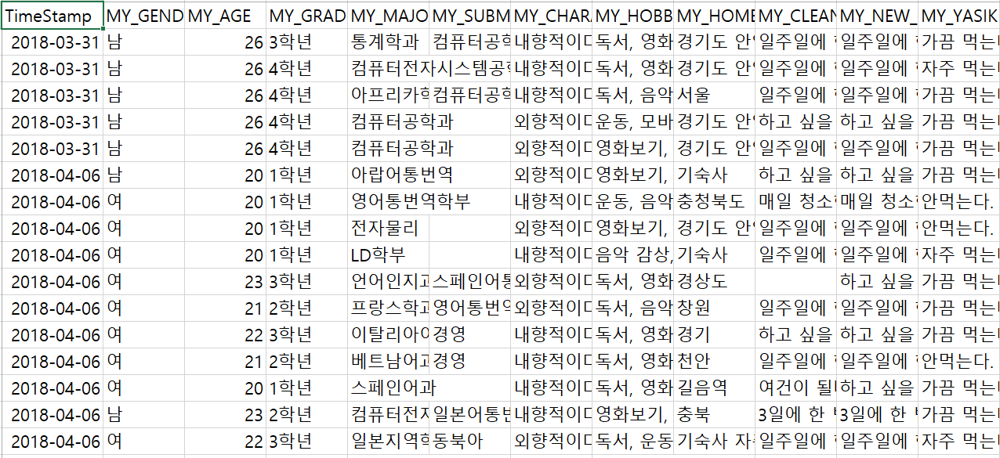 TimeStamp MY_GEND MY_AGE MY_GRAD MY_MAJO MY_SUBM MY_CHARA MY_HOBB MY_HOME MY_CLEAN MY_NEW_ MY_YASIK
2018-03-31 남 26 3학년 통계학과 컴퓨터공학 내향적이다 독서, 영화 경기도 안 일주일에 일주일에 가끔 먹는
2018-03-31 남 26 4학년 컴퓨터전자시스템공학 내향적이다 독서, 영화 경기도 안 일주일에 일주일에 자주 먹는
2018-03-31 남 26 4학년 아프리카학 컴퓨터공학 내향적이다 독서, 음악 서울 일주일에 일주일에 가끔 먹는
2018-03-31 남 26 4학년 컴퓨터공학과 외향적이다 운동, 모바 경기도 안 하고 싶을 하고 싶을 가끔 먹는
2018-03-31 남 26 4학년 컴퓨터공학과 외향적이다 영화보기, 경기도 안 일주일에 일주일에 가끔 먹는
2018-04-06 남 20 1학년 아랍어통번역 외향적이다 영화보기, 기숙사 하고 싶을 하고 싶을 가끔 먹는
2018-04-06 여 20 1학년 영어통번역학부 내향적이다 운동, 음악 충청북도 매일 청소 매일 청소 안먹는다.
2018-04-06 여 20 1학년 전자물리 외향적이다 영화보기, 경기도 안 일주일에 일주일에 안먹는다.
2018-04-06 여 20 1학년 LD학부 내향적이다 음악 감상, 기숙사 일주일에 일주일에 자주 먹는
2018-04-06 여 23 3학년 언어인지과 스페인어통 외향적이다 독서, 영화 경상도 하고 싶을 가끔 먹는
2018-04-06 여 21 2학년 프랑스학과 영어통번역 외향적이다 독서, 음악 창원 일주일에 일주일에 가끔 먹는
2018-04-06 여 22 3학년 이탈리아어 경영 내향적이다 독서, 영화 경기 하고 싶을 하고 싶을 가끔 먹는
2018-04-06 여 21 2학년 베트남어과 경영 내향적이다 독서, 영화 천안 일주일에 일주일에 안먹는다.
2018-04-06 여 20 1학년 스페인어과 내향적이다 독서, 영화 길음역 여건이 될 하고 싶을 가끔 먹는
2018-04-06 남 23 2학년 컴퓨터전자 일본어통번 내향적이다 영화보기, 충북 3일에 한 3일에 한 가끔 먹는
2018-04-06 여 22 3학년 일본지역학 동북아 외향적이다 독서, 운동 기숙사 자 일주일에 일주일에 자주 먹는